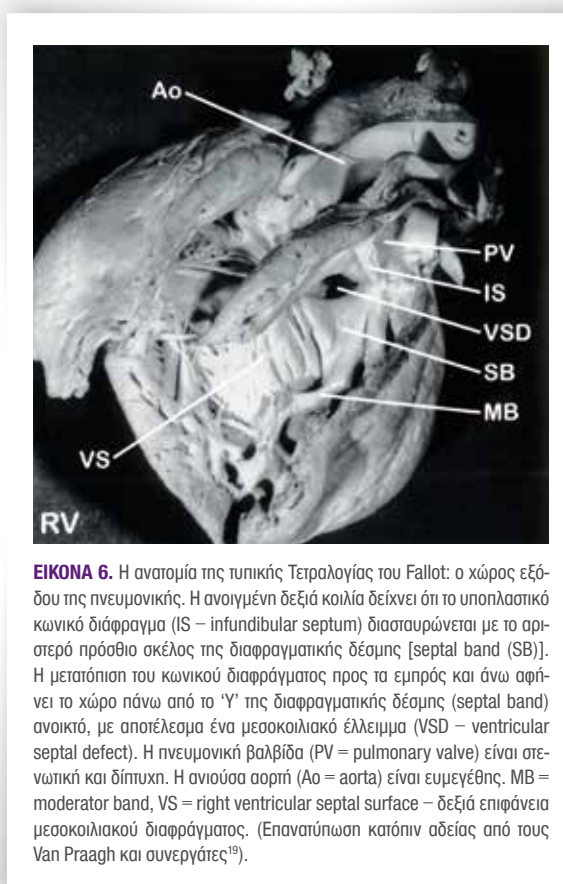 Ao
PV
IS
VSD
SB
MB
VS
RV
ΕΙΚΟΝΑ 6. Η ανατομία της τυπικής Τετραλογίας του Fallot: ο χώρος εξό-
δου της πνευμονικής. Η ανοιγμένη δεξιά κοιλία δείχνει ότι το υποπλαστικό
κωνικό διάφραγμα (IS – infundibular septum) διασταυρώνεται με το αρι-
στερό πρόσθιο σκέλος της διαφραγματικής δέσμης [septal band (SB)].
Η μετατόπιση του κωνικού διαφράγματος προς τα εμπρός και άνω αφή-
νει το χώρο πάνω από το ‘Y’ της διαφραγματικής δέσμης (septal band)
ανοικτό, με αποτέλεσμα ένα μεσοκοιλιακό έλλειμμα (VSD – ventricular
septal defect). Η πνευμονική βαλβίδα (PV = pulmonary valve) είναι στε-
νωτική και δίπτυχη. Η ανιούσα αορτή (Ao = aorta) είναι ευμεγέθης. MB =
moderator band, VS = right ventricular septal surface – δεξιά επιφάνεια
μεσοκοιλιακού διαφράγματος. (Επανατύπωση κατόπιν αδείας από τους
Van Praagh και συνεργάτες¹⁹).